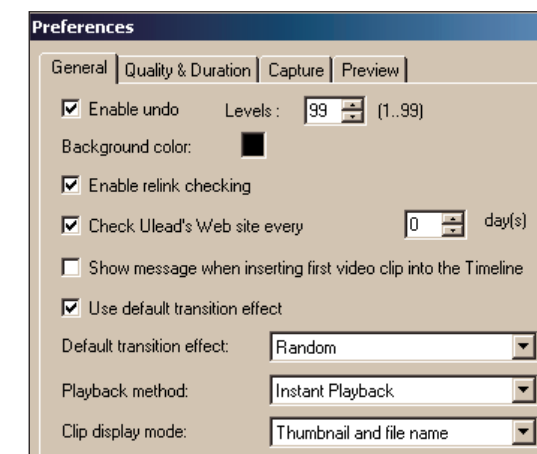 Preferences
General Quality & Duration Capture Preview
Enable undo Levels : 99 (1..99)
Background color:
Enable relink checking
Check Ulead's Web site every 0 day(s)
Show message when inserting first video clip into the Timeline
Use default transition effect
Default transition effect: Random
Playback method: Instant Playback
Clip display mode: Thumbnail and file name